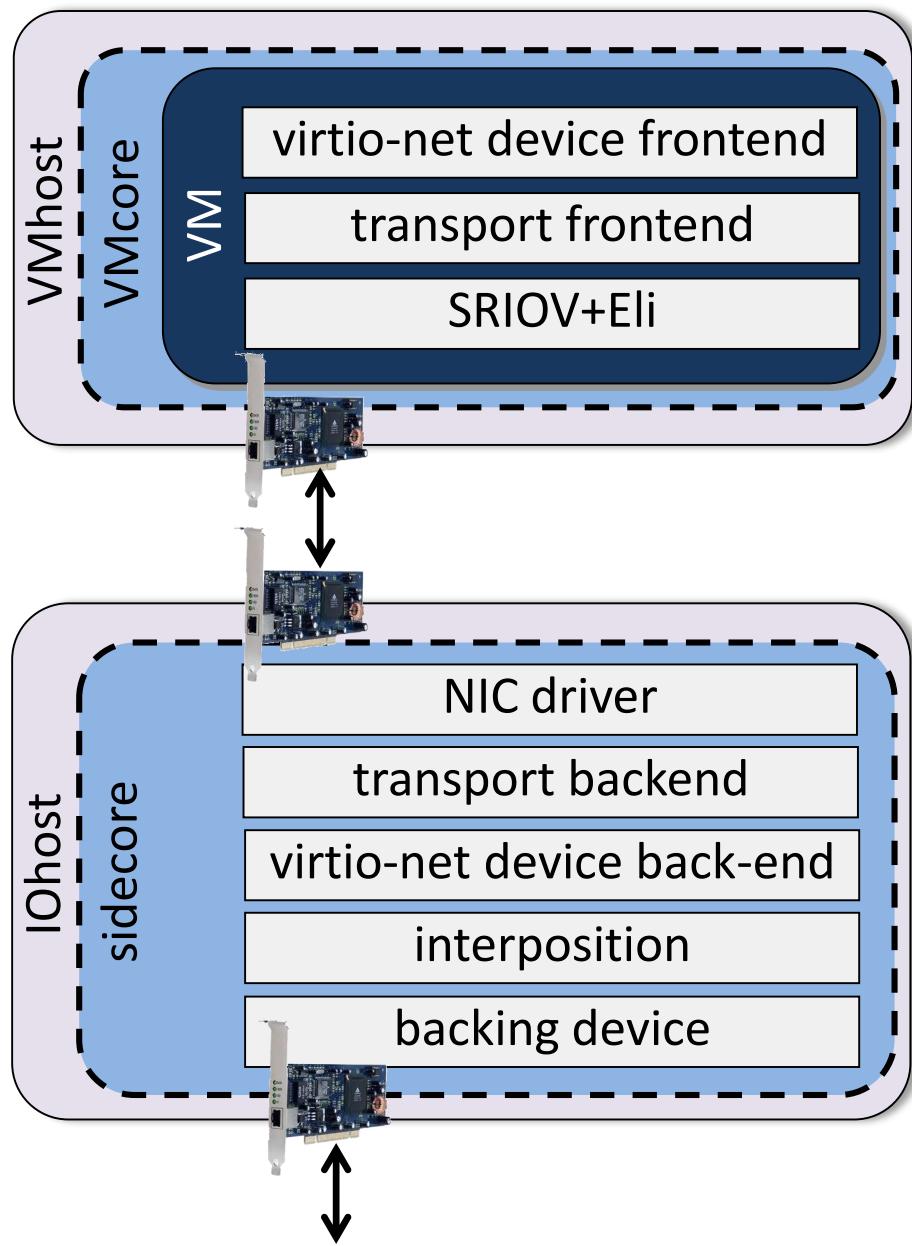 VMhost
VMcore
VM
virtio-net device frontend
transport frontend
SRIOV+Eli
IOhost
sidecore
NIC driver
transport backend
virtio-net device back-end
interposition
backing device